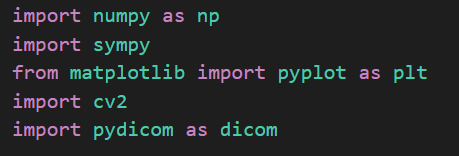 import numpy as np
import sympy
from matplotlib import pyplot as plt
import cv2
import pydicom as dicom